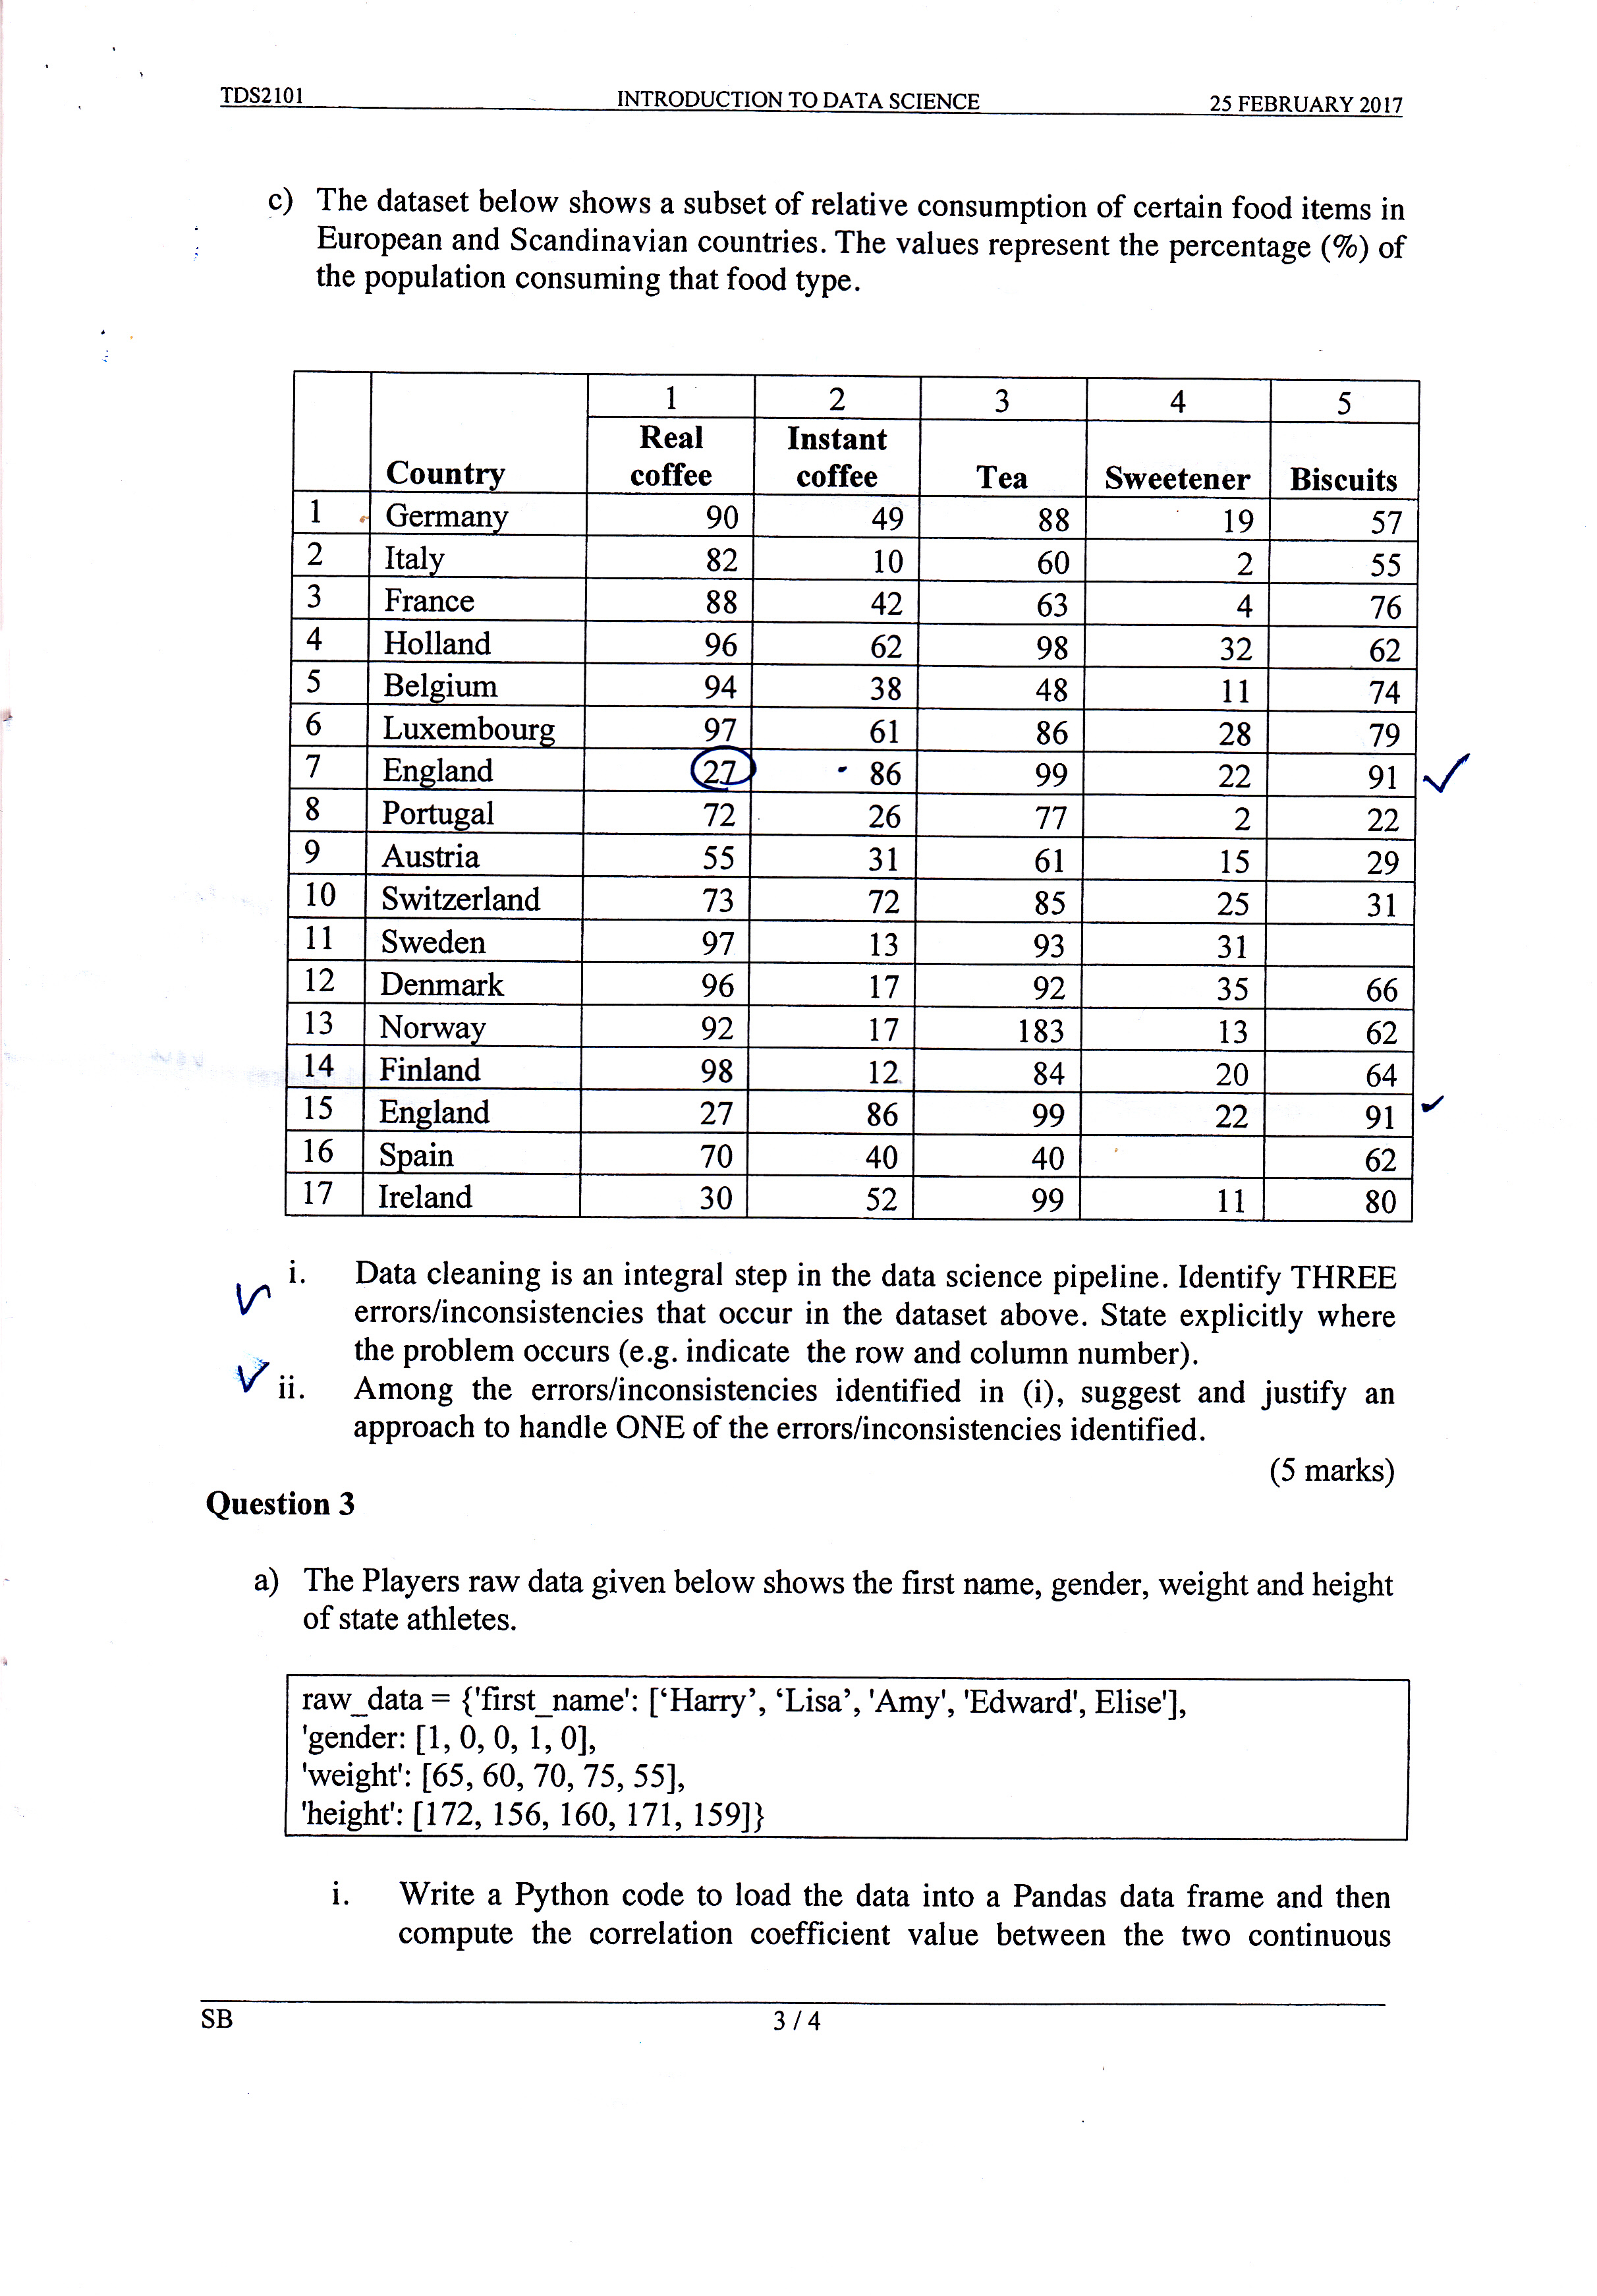 TDS2101 INTRODUCTION TO DATA SCIENCE 25 FEBRUARY 2017
c) The dataset below shows a subset of relative consumption of certain food items in
European and Scandinavian countries. The values represent the percentage (%) of
the population consuming that food type.
1 2 3 4 5
Country Real coffee Instant coffee Tea Sweetener Biscuits
1 Germany 90 49 88 19 57
2 Italy 82 10 60 2 55
3 France 88 42 63 4 76
4 Holland 96 62 98 32 62
5 Belgium 94 38 48 11 74
6 Luxembourg 97 61 86 28 79
7 England 27 86 99 22 91
8 Portugal 72 26 77 2 22
9 Austria 55 31 61 15 29
10 Switzerland 73 72 85 25 31
11 Sweden 97 13 93 31
12 Denmark 96 17 92 35 66
13 Norway 92 17 183 13 62
14 Finland 98 12 84 20 64
15 England 27 86 99 22 91
16 Spain 70 40 40 62
17 Ireland 30 52 99 11 80
i. Data cleaning is an integral step in the data science pipeline. Identify THREE
errors/inconsistencies that occur in the dataset above. State explicitly where
the problem occurs (e.g. indicate the row and column number).
ii. Among the errors/inconsistencies identified in (i), suggest and justify an
approach to handle ONE of the errors/inconsistencies identified.
(5 marks)
Question 3
a) The Players raw data given below shows the first name, gender, weight and height
of state athletes.
raw_data = {'first_name': [‘Harry’, ‘Lisa’, 'Amy', 'Edward', Elise'],
'gender: [1, 0, 0, 1, 0],
'weight': [65, 60, 70, 75, 55],
'height': [172, 156, 160, 171, 159]}
i. Write a Python code to load the data into a Pandas data frame and then
compute the correlation coefficient value between the two continuous
SB 3 / 4